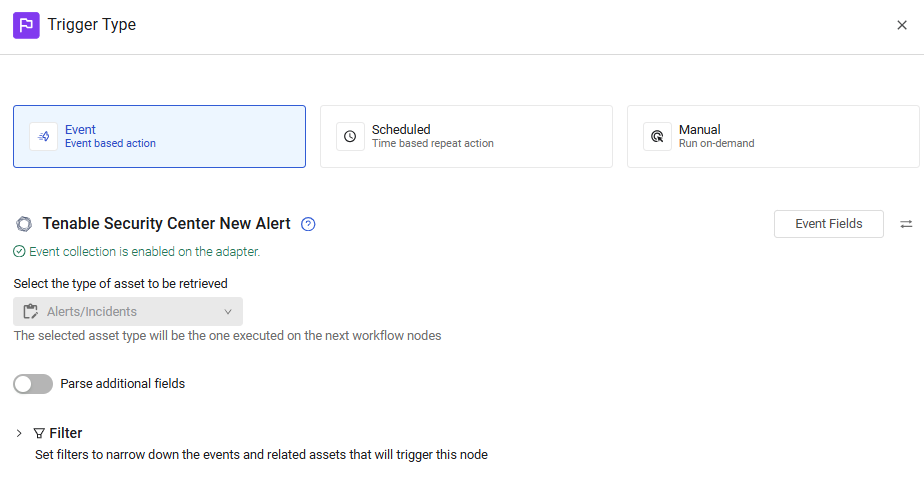 Trigger Type
Event
Event based action
Scheduled
Time based repeat action
Manual
Run on-demand
Tenable Security Center New Alert
Event Fields
Event collection is enabled on the adapter.
Select the type of asset to be retrieved
Alerts/Incidents
The selected asset type will be the one executed on the next workflow nodes
Parse additional fields
Filter
Set filters to narrow down the events and related assets that will trigger this node